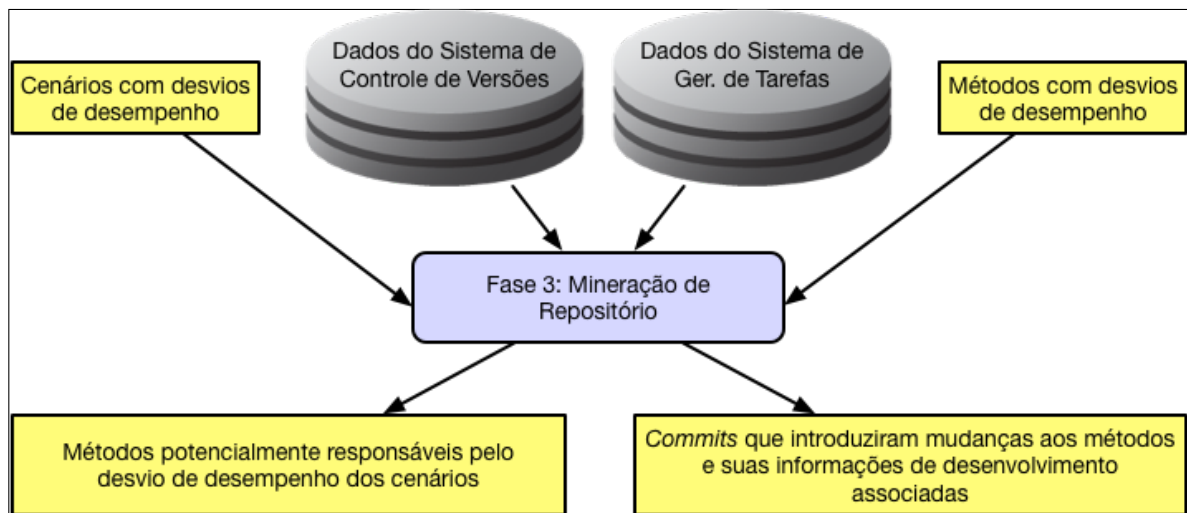 Dados do Sistema de
Controle de Versões
Dados do Sistema de
Ger. de Tarefas
Cenários com desvios
de desempenho
Métodos com desvios
de desempenho
Fase 3: Mineração de
Repositório
Métodos potencialmente responsáveis pelo
desvio de desempenho dos cenários
Commits que introduziram mudanças aos métodos
e suas informações de desenvolvimento
associadas